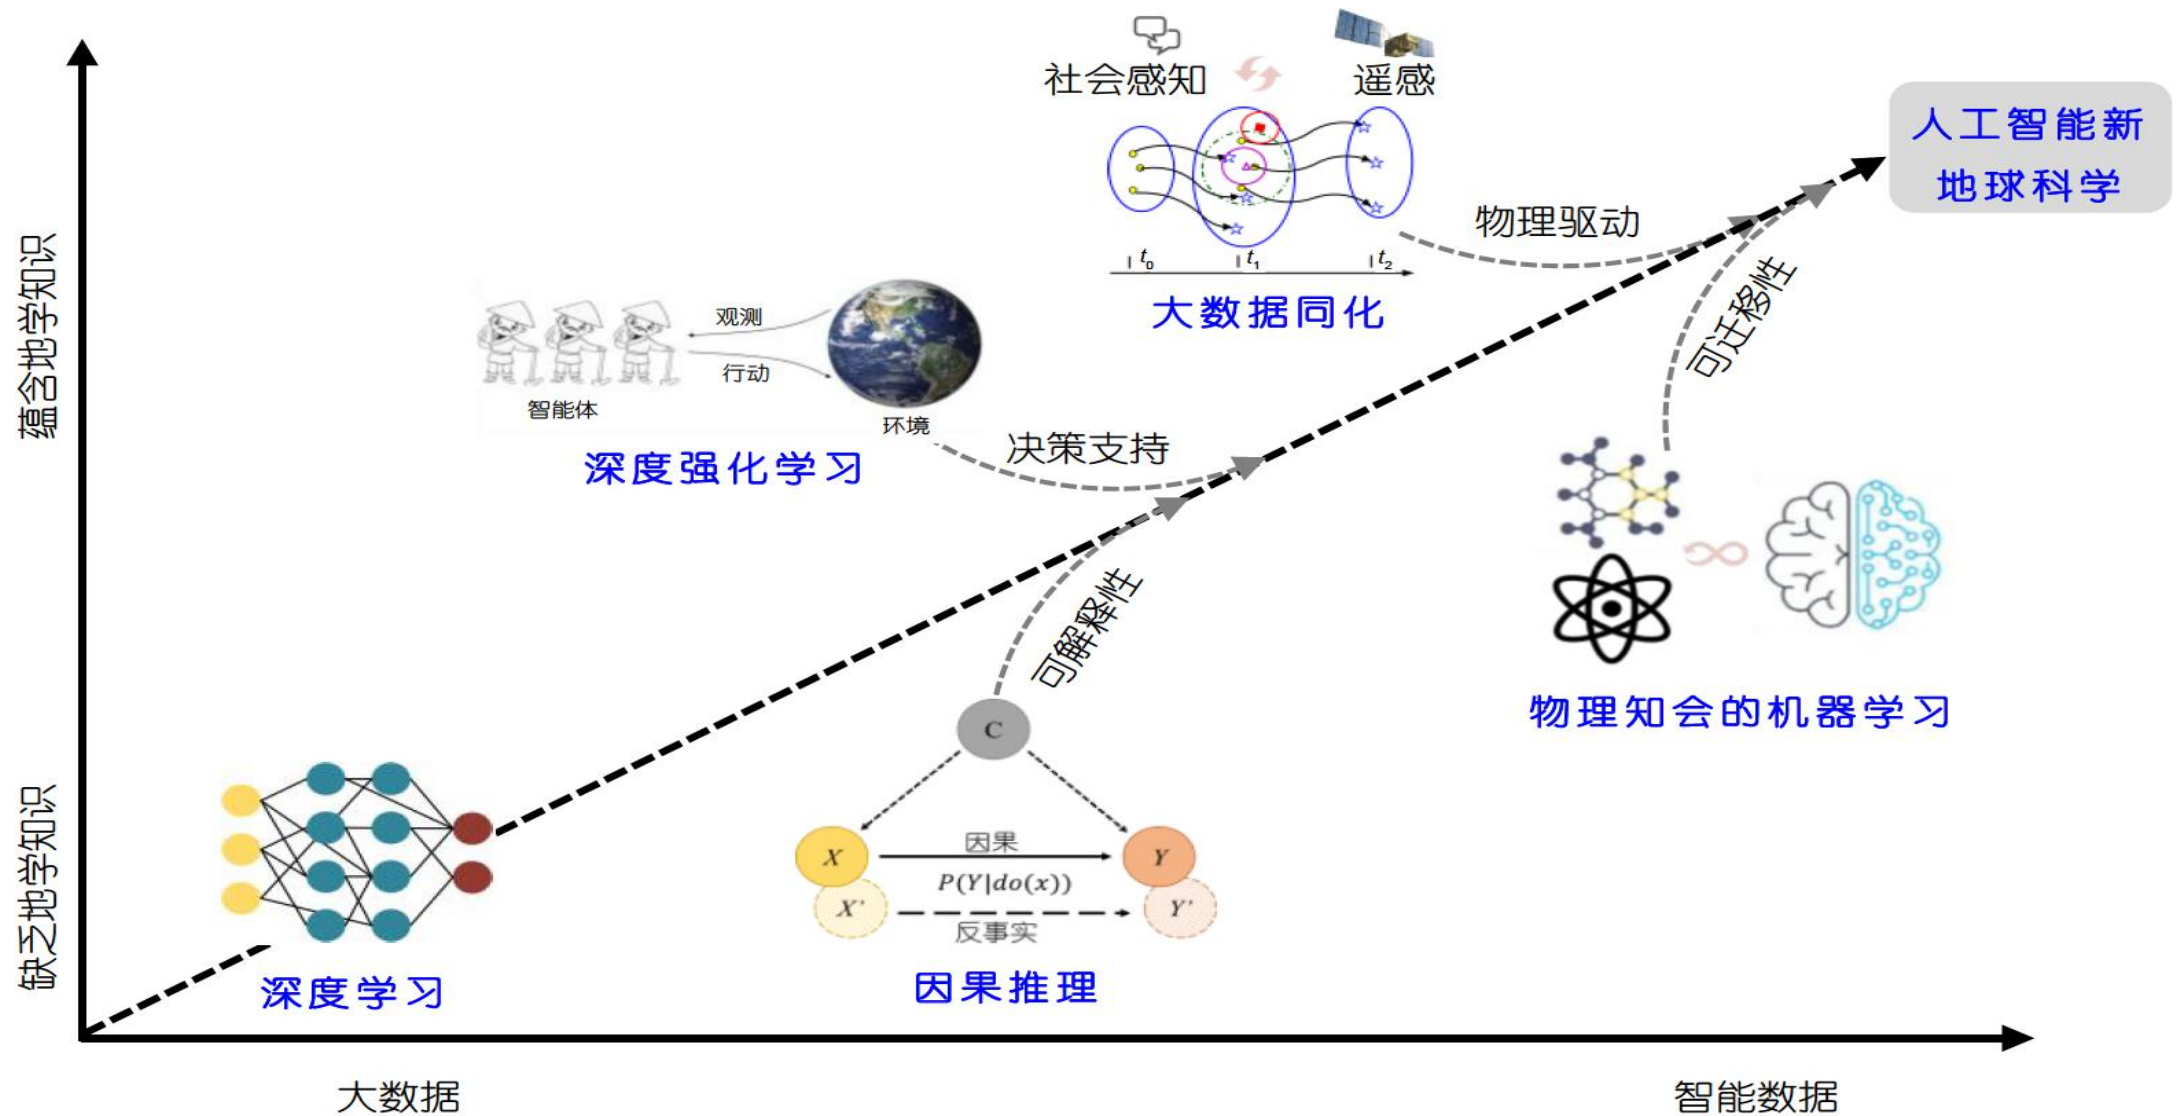 社会感知
遥感
人工智能新
地球科学
物理驱动
t0
t1
t2
大数据同化
可迁移性
蕴含地学知识
观测
行动
智能体
环境
深度强化学习
决策支持
可解释性
物理知会的机器学习
C
X
因果
Y
P(Y|do(x))
X'
Y'
反事实
缺乏地学知识
深度学习
因果推理
大数据
智能数据